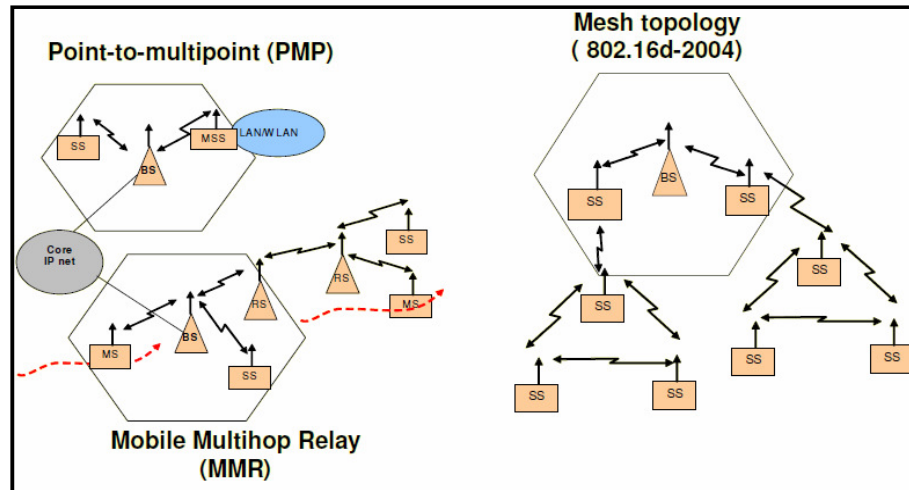 Point-to-multipoint (PMP)
SS
BS
MSS
LAN/WLAN
Core
IP net
MS
BS
SS
RS
RS
SS
MS
Mobile Multihop Relay
(MMR)
Mesh topology
( 802.16d-2004)
SS
BS
SS
SS
SS
SS
SS
SS
SS